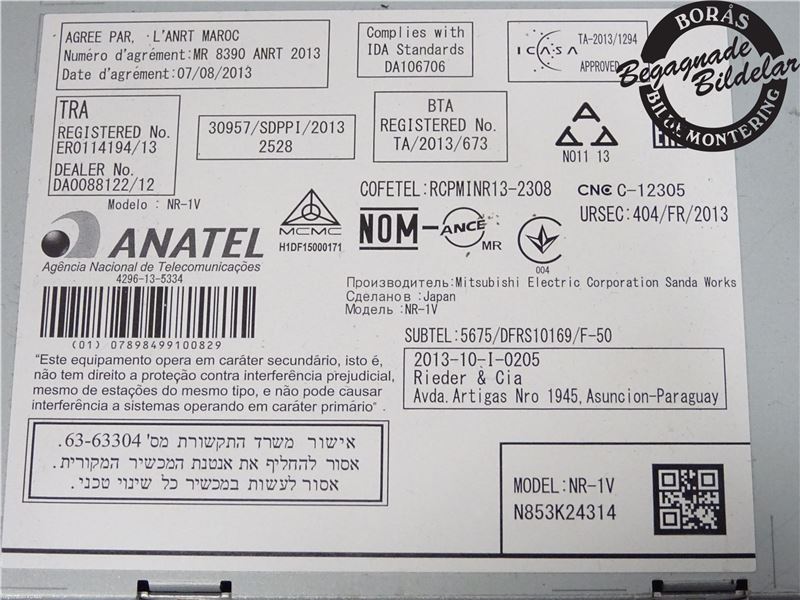 AGREE PAR, L'ANRT MAROC
Numéro d'agrément:MR 8390 ANRT 2013
Date d'agrément:07/08/2013
Complies with
IDA Standards
DA106706
ICASA
TA-2013/1294
APPROVED
BORÅS
Begagnade
Bildelar
BILDEMONTERING
TRA
REGISTERED No.
ER0114194/13
DEALER No.
DA0088122/12
30957/SDPPI/2013
2528
BTA
REGISTERED No.
TA/2013/673
N011 13
Modelo : NR-1V
ANATEL
Agência Nacional de Telecomunicações
4296-13-5334
(01) 07898499100829
MCMC
H1DF15000171
COFETEL:RCPMINR13-2308
CNC C-12305
NOM-ANCE
MR
004
URSEC:404/FR/2013
Производитель:Mitsubishi Electric Corporation Sanda Works
Сделано в :Japan
Модель :NR-1V
SUBTEL:5675/DFRS10169/F-50
"Este equipamento opera em caráter secundário, isto é,
não tem direito a proteção contra interferência prejudicial,
mesmo de estações do mesmo tipo, e não pode causar
interferência a sistemas operando em caráter primário" .
2013-10-I-0205
Rieder & Cia
Avda. Artigas Nro 1945, Asuncion-Paraguay
אישור משרד התקשורת מס' 63-63304.
אסור להחליף את אנטנת המכשיר המקורית.
אסור לעשות במכשיר כל שינוי טכני.
MODEL:NR-1V
N853K24314